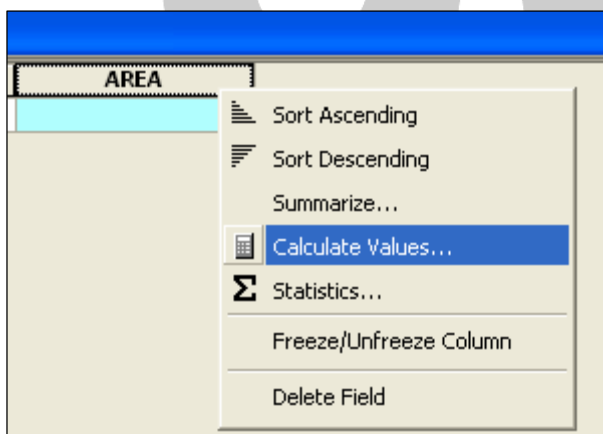 AREA
Sort Ascending
Sort Descending
Summarize...
Calculate Values...
Σ Statistics...
Freeze/Unfreeze Column
Delete Field